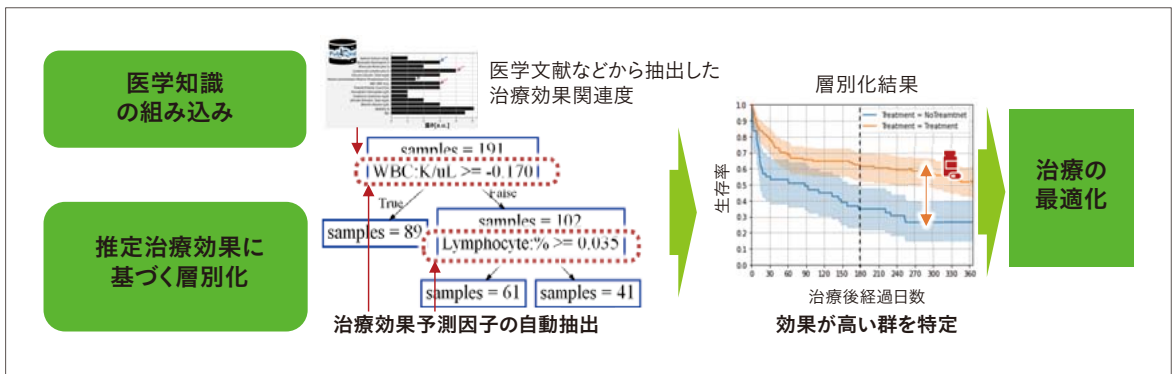 医学知識
の組み込み
推定治療効果に
基づく層別化
医学文献などから抽出した
治療効果関連度
samples = 191
WBC:K/uL >= -0.170
True
False
samples = 89
samples = 102
Lymphocyte:% >= 0.035
samples = 61
samples = 41
治療効果予測因子の自動抽出
層別化結果
生存率
1.0
0.9
0.8
0.7
0.6
0.5
0.4
0.3
0.2
0.1
0.0
Treatment = NoTreamtnet
Treatment = Treatment
0 30 60 90 120 150 180 210 240 270 300 330 360
治療後経過日数
効果が高い群を特定
治療の
最適化